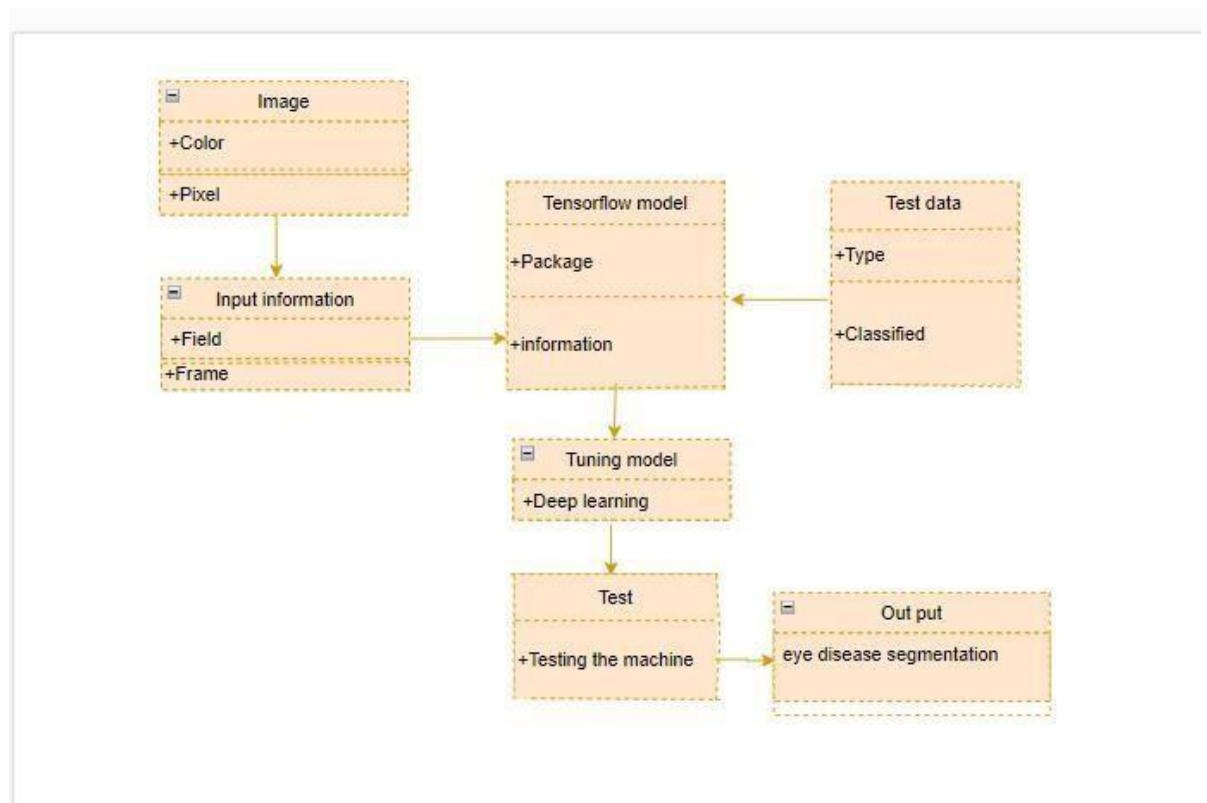 Image
+Color
+Pixel
Input information
+Field
+Frame
Tensorflow model
+Package
+information
Test data
+Type
+Classified
Tuning model
+Deep learning
Test
+Testing the machine
Out put
eye disease segmentation